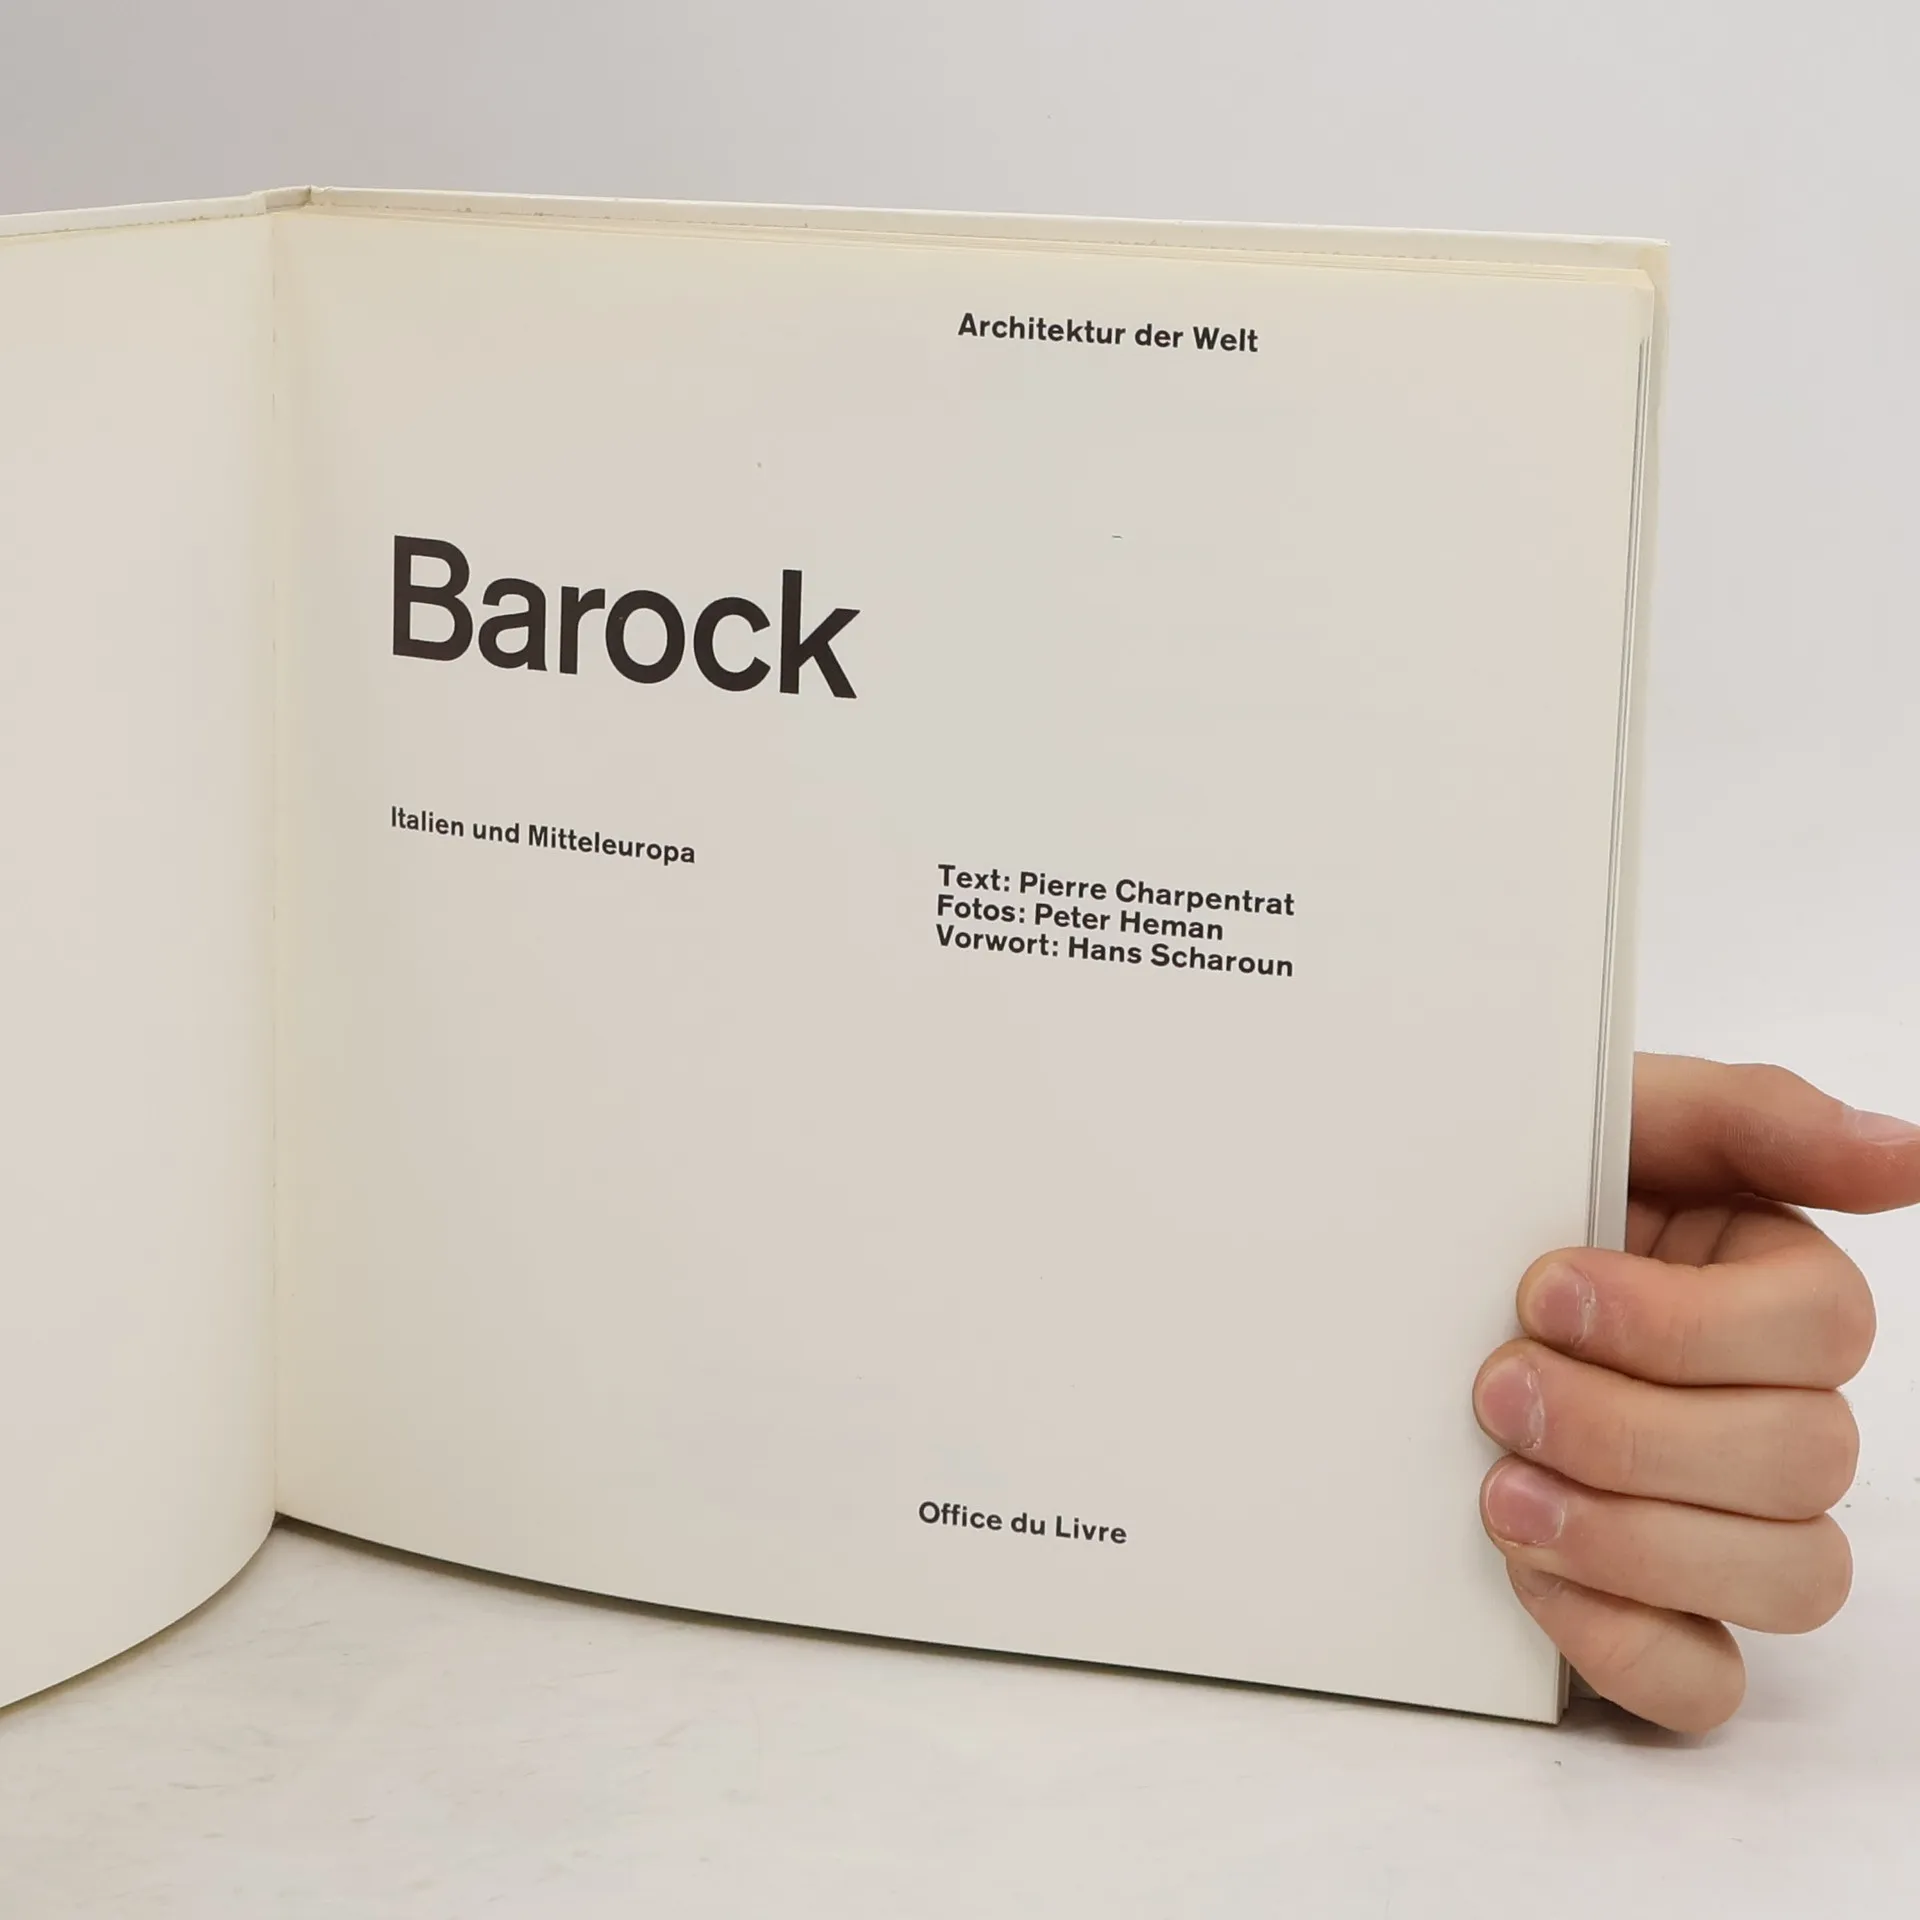 Architektur der Welt
Barock
Italien und Mitteleuropa
Text: Pierre Charpentrat
Fotos: Peter Heman
Vorwort: Hans Scharoun
Office du Livre